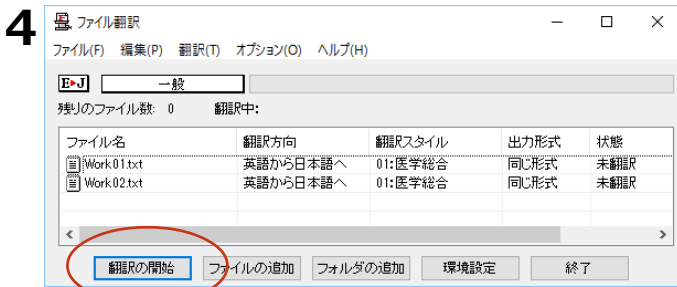 4
ファイル翻訳
ファイル(F) 編集(P) 翻訳(T) オプション(O) ヘルプ(H)
E▶J 一般
残りのファイル数: 0 翻訳中:
ファイル名 翻訳方向 翻訳スタイル 出力形式 状態
Work01.txt 英語から日本語へ 01:医学総合 同じ形式 未翻訳
Work02.txt 英語から日本語へ 01:医学総合 同じ形式 未翻訳
翻訳の開始 ファイルの追加 フォルダの追加 環境設定 終了